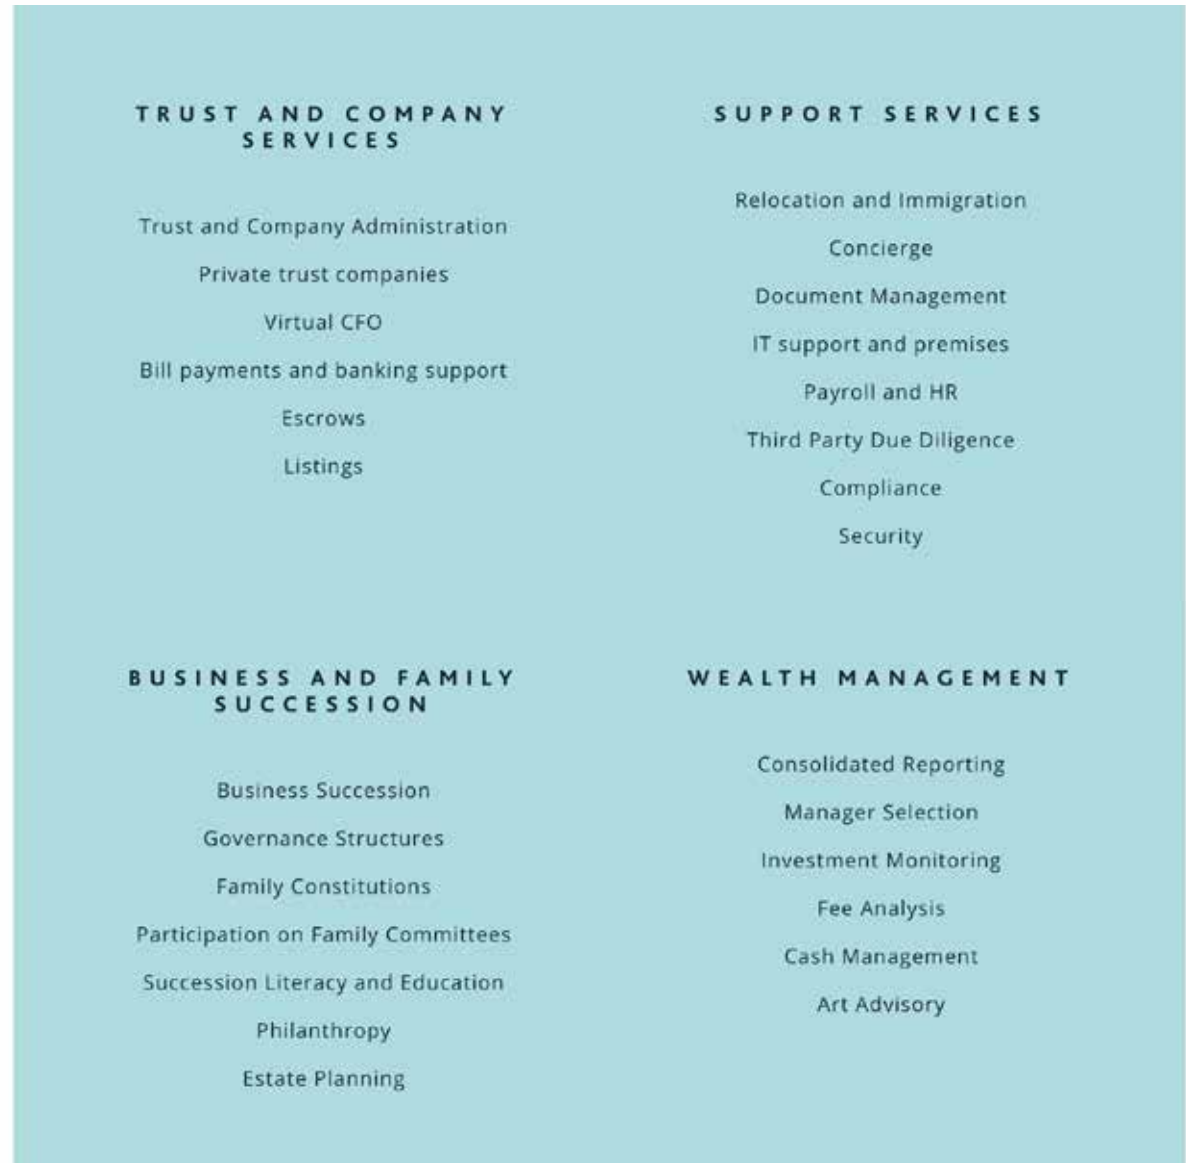 TRUST AND COMPANY
SERVICES
Trust and Company Administration
Private trust companies
Virtual CFO
Bill payments and banking support
Escrows
Listings
SUPPORT SERVICES
Relocation and Immigration
Concierge
Document Management
IT support and premises
Payroll and HR
Third Party Due Diligence
Compliance
Security
BUSINESS AND FAMILY
SUCCESSION
Business Succession
Governance Structures
Family Constitutions
Participation on Family Committees
Succession Literacy and Education
Philanthropy
Estate Planning
WEALTH MANAGEMENT
Consolidated Reporting
Manager Selection
Investment Monitoring
Fee Analysis
Cash Management
Art Advisory